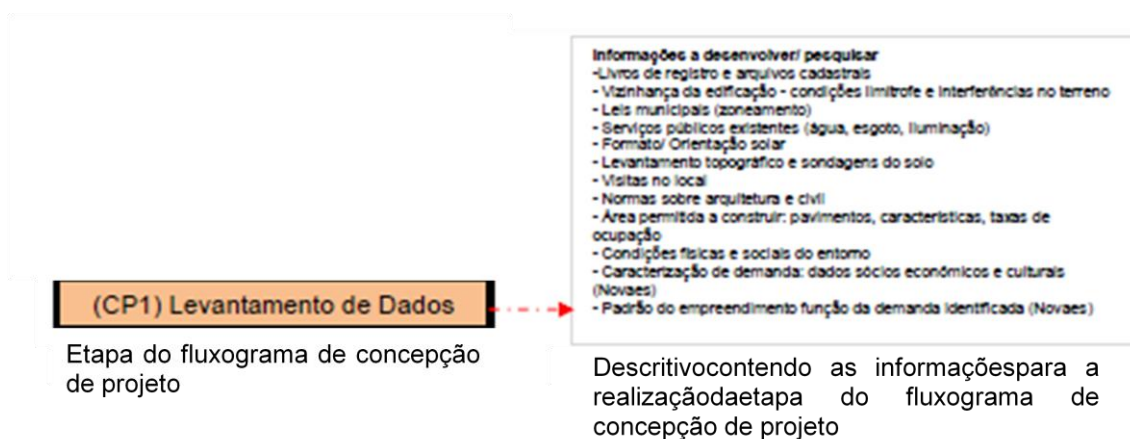 Informações a desenvolver/ pesquisar
-Livros de registro e arquivos cadastrais
- Vizinhança da edificação - condições limítrofe e interferências no terreno
- Leis municipais (zoneamento)
- Serviços públicos existentes (água, esgoto, iluminação)
- Formato/ Orientação solar
- Levantamento topográfico e sondagens do solo
- Visitas no local
- Normas sobre arquitetura e civil
- Área permitida a construir: pavimentos, características, taxas de
ocupação
- Condições físicas e sociais do entorno
- Caracterização de demanda: dados sócios econômicos e culturais
(Novaes)
- Padrão do empreendimento função da demanda identificada (Novaes)
(CP1) Levantamento de Dados
Etapa do fluxograma de concepção
de projeto
Descritivocontendo as informaçõespara a
realizaçãodaetapa do fluxograma de
concepção de projeto